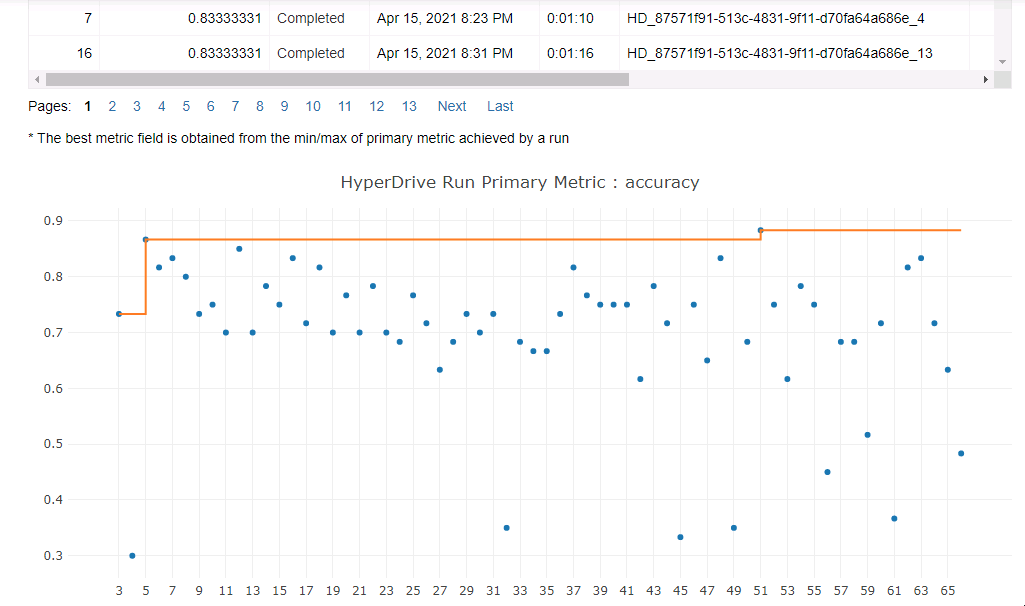 7 0.83333331 Completed Apr 15, 2021 8:23 PM 0:01:10 HD_87571f91-513c-4831-9f11-d70fa64a686e_4
16 0.83333331 Completed Apr 15, 2021 8:31 PM 0:01:16 HD_87571f91-513c-4831-9f11-d70fa64a686e_13
Pages: 1 2 3 4 5 6 7 8 9 10 11 12 13 Next Last
* The best metric field is obtained from the min/max of primary metric achieved by a run
HyperDrive Run Primary Metric : accuracy
0.9
0.8
0.7
0.6
0.5
0.4
0.3
3 5 7 9 11 13 15 17 19 21 23 25 27 29 31 33 35 37 39 41 43 45 47 49 51 53 55 57 59 61 63 65